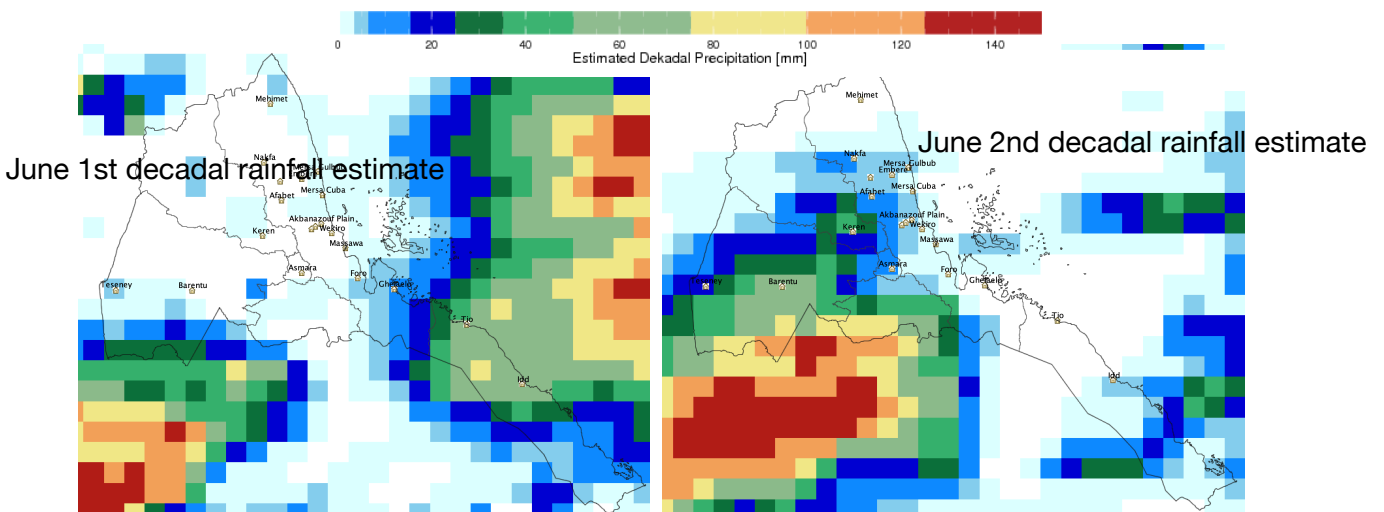 0 20 40 60 80 100 120 140
Estimated Dekadal Precipitation [mm]
June 1st decadal rainfall estimate
June 2nd decadal rainfall estimate
Mehimet
Nakfa
Mersa Gulbub
Mersa Cuba
Afabet
Akbanazouf Plain
Wekiro
Keren
Massawa
Asmara
Foro
Teseney
Barentu
Tio
Idd
Mehimet
Nakfa
Mersa Gulbub
Embere
Afabet
Mersa Cuba
Akbanazouf Plain
Wekiro
Keren
Massawa
Asmara
Foro
Barentu
Tio
Idd